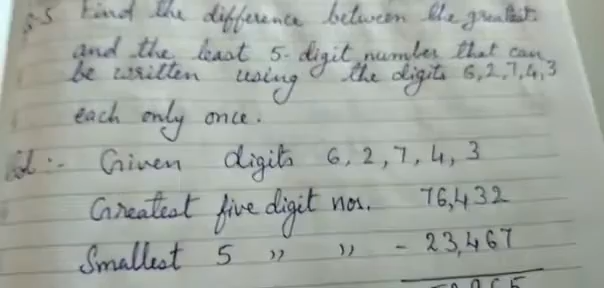 Find the difference between the greatest
and the least 5-digit number that can
be written using the digits 6,2,7,4,3
each only once.
Sol :- Given digits 6, 2, 7, 4, 3
Greatest five digit nos. 76,432
Smallest 5 " " - 23,467